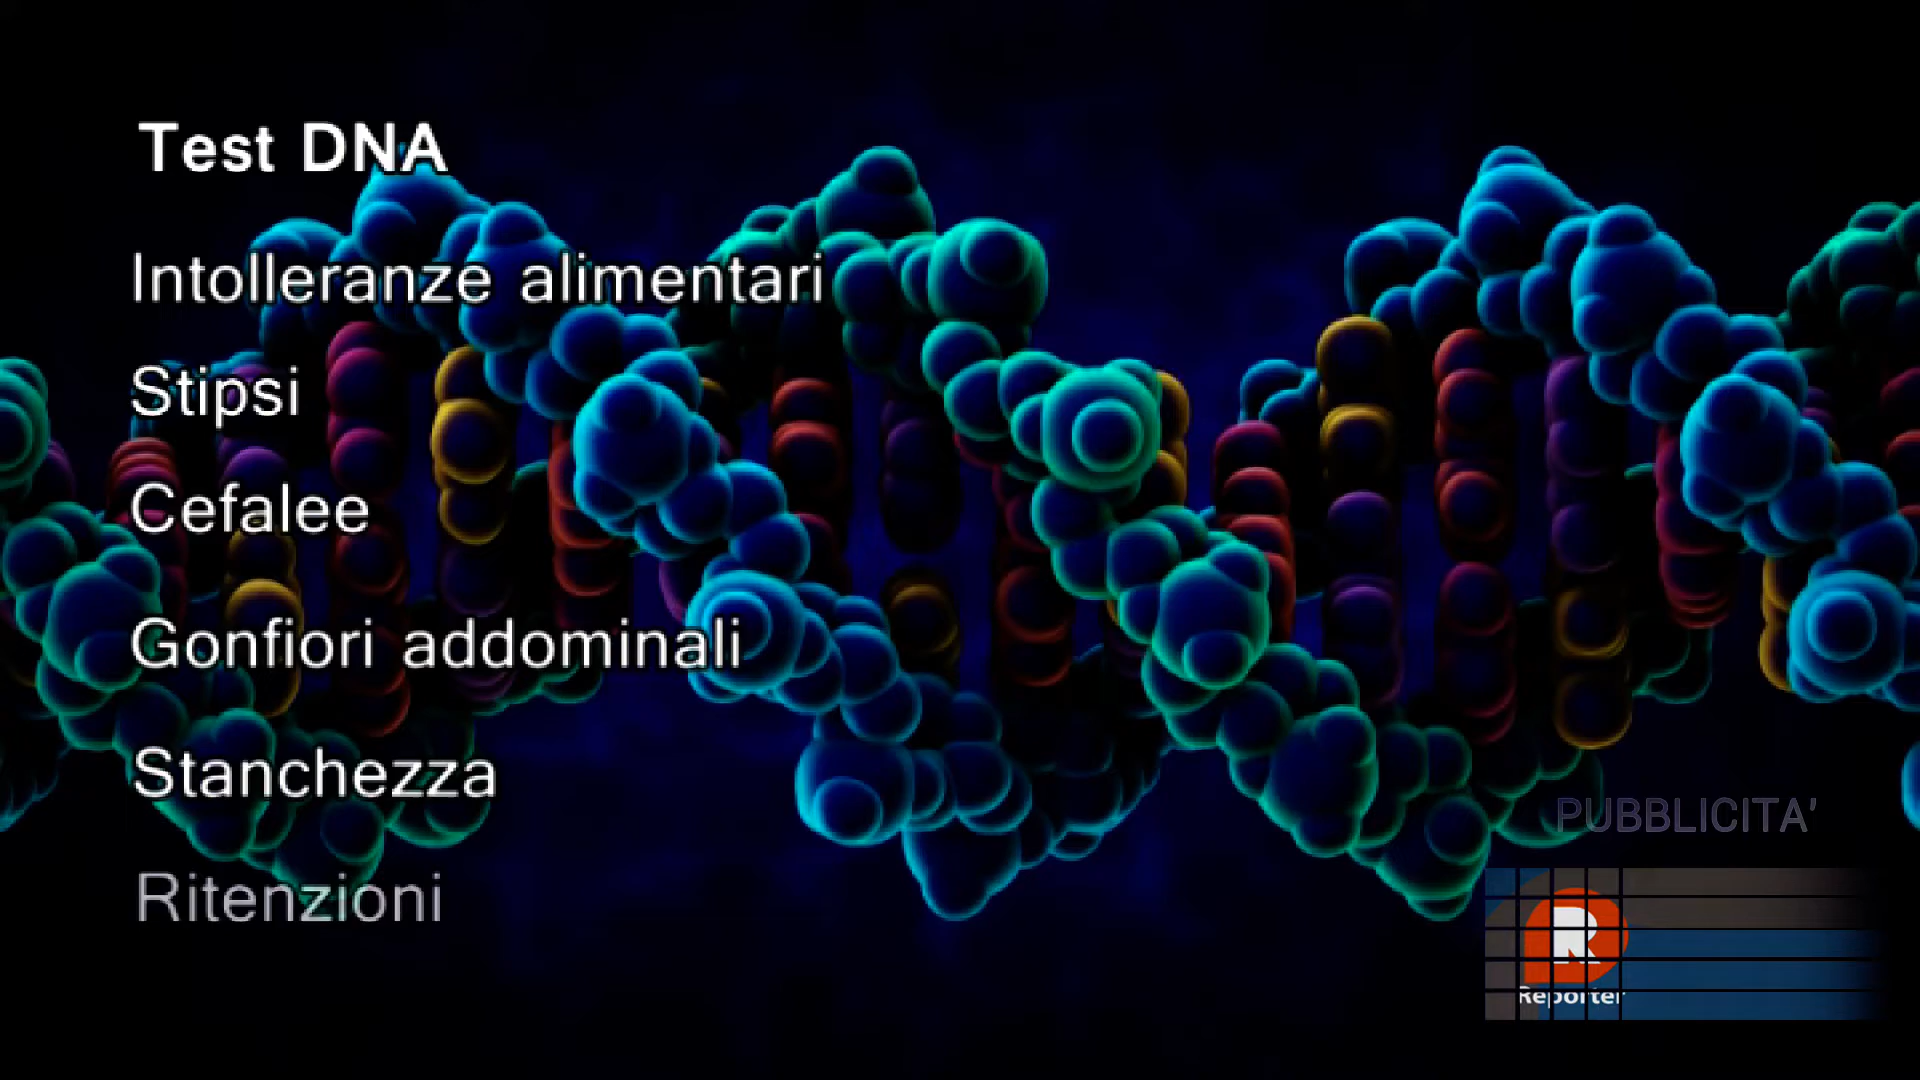 Test DNA
Intolleranze alimentari
Stipsi
Cefalee
Gonfiori addominali
Stanchezza
Ritenzioni
PUBBLICITA'
R
Reporter